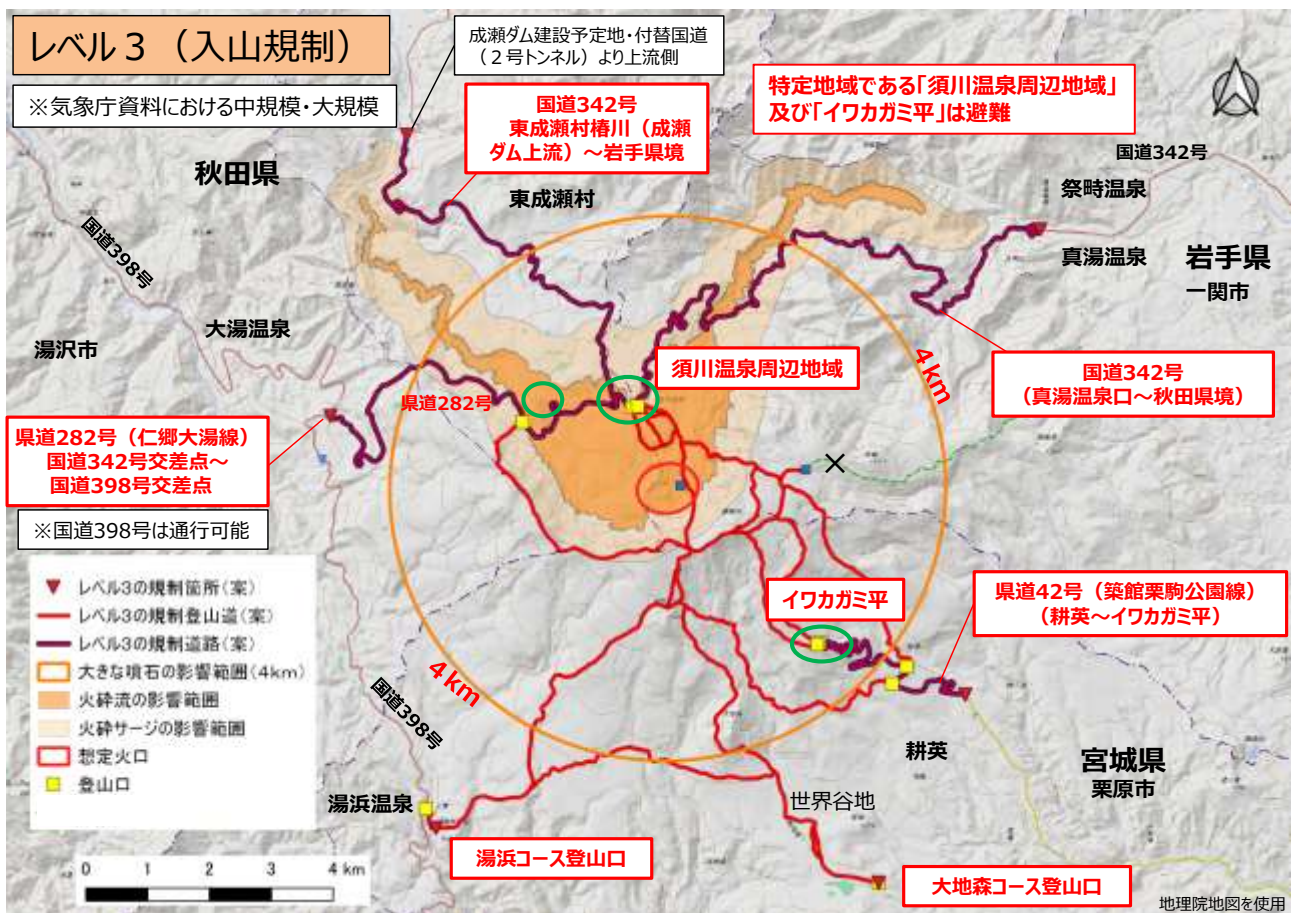 レベル３（入山規制）
※気象庁資料における中規模・大規模
成瀬ダム建設予定地・付替国道
（２号トンネル）より上流側
国道342号
東成瀬村椿川（成瀬
ダム上流）～岩手県境
特定地域である「須川温泉周辺地域」
及び「イワカガミ平」は避難
秋田県
東成瀬村
国道342号
祭畤温泉
真湯温泉
岩手県
一関市
国道398号
大湯温泉
湯沢市
須川温泉周辺地域
4km
国道342号
（真湯温泉口～秋田県境）
県道282号
県道282号（仁郷大湯線）
国道342号交差点～
国道398号交差点
※国道398号は通行可能
イワカガミ平
県道42号（築館栗駒公園線）
（耕英～イワカガミ平）
レベル3の規制箇所(案)
レベル3の規制登山道(案)
レベル3の規制道路(案)
大きな噴石の影響範囲(4km)
火砕流の影響範囲
火砕サージの影響範囲
想定火口
登山口
4km
国道398号
耕英
宮城県
栗原市
湯浜温泉
世界谷地
湯浜コース登山口
大地森コース登山口
0 1 2 3 4 km
地理院地図を使用